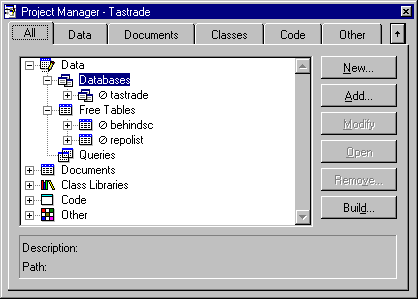 Project Manager - Tastrade
All Data Documents Classes Code Other
Data
Databases
tastrade
Free Tables
behindsc
repolist
Queries
Documents
Class Libraries
Code
Other
New...
Add...
Modify
Open
Remove...
Build...
Description:
Path: